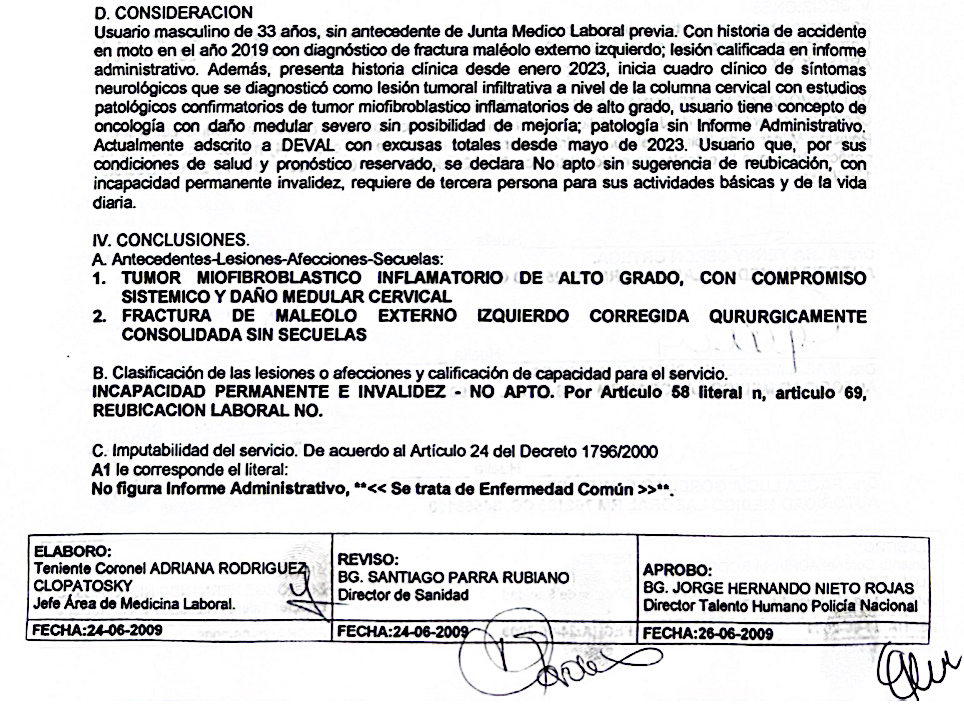 D. CONSIDERACION
Usuario masculino de 33 años, sin antecedente de Junta Medico Laboral previa. Con historia de accidente
en moto en el año 2019 con diagnóstico de fractura maléolo externo izquierdo; lesión calificada en informe
administrativo. Además, presenta historia clínica desde enero 2023, inicia cuadro clínico de síntomas
neurológicos que se diagnosticó como lesión tumoral infiltrativa a nivel de la columna cervical con estudios
patológicos confirmatorios de tumor miofibroblastico inflamatorios de alto grado, usuario tiene concepto de
oncología con daño medular severo sin posibilidad de mejoría; patología sin Informe Administrativo.
Actualmente adscrito a DEVAL con excusas totales desde mayo de 2023. Usuario que, por sus
condiciones de salud y pronóstico reservado, se declara No apto sin sugerencia de reubicación, con
incapacidad permanente invalidez, requiere de tercera persona para sus actividades básicas y de la vida
diaria.
IV. CONCLUSIONES.
A. Antecedentes-Lesiones-Afecciones-Secuelas:
1. TUMOR MIOFIBROBLASTICO INFLAMATORIO DE ALTO GRADO, CON COMPROMISO
SISTEMICO Y DAÑO MEDULAR CERVICAL
2. FRACTURA DE MALEOLO EXTERNO IZQUIERDO CORREGIDA QURURGICAMENTE
CONSOLIDADA SIN SECUELAS
B. Clasificación de las lesiones o afecciones y calificación de capacidad para el servicio.
INCAPACIDAD PERMANENTE E INVALIDEZ - NO APTO. Por Artículo 58 literal n, artículo 69,
REUBICACION LABORAL NO.
C. Imputabilidad del servicio. De acuerdo al Artículo 24 del Decreto 1796/2000
A1 le corresponde el literal:
No figura Informe Administrativo, **<< Se trata de Enfermedad Común >>**.
ELABORO:
Teniente Coronel ADRIANA RODRIGUEZ
CLOPATOSKY
Jefe Área de Medicina Laboral.
FECHA:24-06-2009
REVISO:
BG. SANTIAGO PARRA RUBIANO
Director de Sanidad
FECHA:24-06-2009
APROBO:
BG. JORGE HERNANDO NIETO ROJAS
Director Talento Humano Policía Nacional
FECHA:26-06-2009